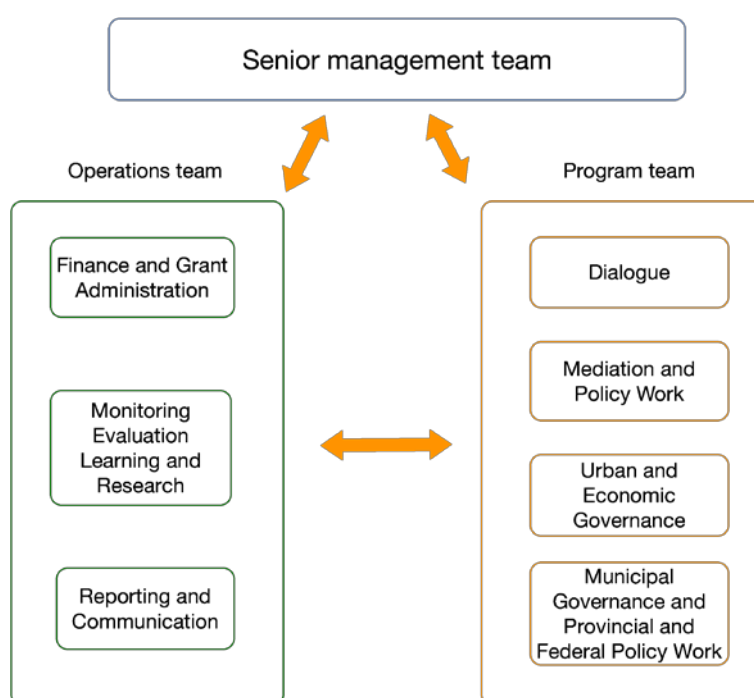 Senior management team
Operations team
Program team
Finance and Grant
Administration
Monitoring
Evaluation
Learning and
Research
Reporting and
Communication
Dialogue
Mediation and
Policy Work
Urban and
Economic
Governance
Municipal
Governance and
Provincial and
Federal Policy Work